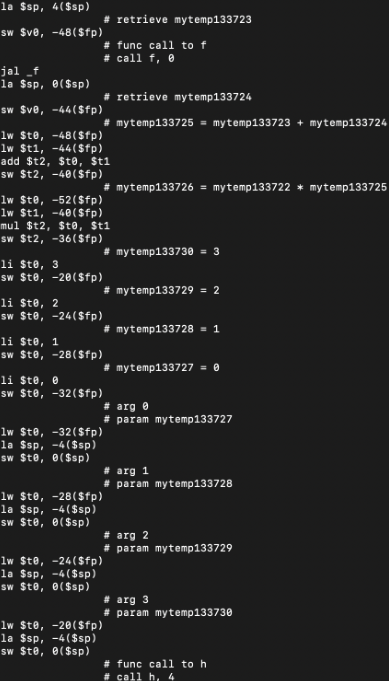 la $sp, 4($sp)
# retrieve mytemp133723
sw $v0, -48($fp)
# func call to f
# call f, 0
jal _f
la $sp, 0($sp)
# retrieve mytemp133724
sw $v0, -44($fp)
# mytemp133725 = mytemp133723 + mytemp133724
lw $t0, -48($fp)
lw $t1, -44($fp)
add $t2, $t0, $t1
sw $t2, -40($fp)
# mytemp133726 = mytemp133722 * mytemp133725
lw $t0, -52($fp)
lw $t1, -40($fp)
mul $t2, $t0, $t1
sw $t2, -36($fp)
# mytemp133730 = 3
li $t0, 3
sw $t0, -20($fp)
# mytemp133729 = 2
li $t0, 2
sw $t0, -24($fp)
# mytemp133728 = 1
li $t0, 1
sw $t0, -28($fp)
# mytemp133727 = 0
li $t0, 0
sw $t0, -32($fp)
# arg 0
# param mytemp133727
lw $t0, -32($fp)
la $sp, -4($sp)
sw $t0, 0($sp)
# arg 1
# param mytemp133728
lw $t0, -28($fp)
la $sp, -4($sp)
sw $t0, 0($sp)
# arg 2
# param mytemp133729
lw $t0, -24($fp)
la $sp, -4($sp)
sw $t0, 0($sp)
# arg 3
# param mytemp133730
lw $t0, -20($fp)
la $sp, -4($sp)
sw $t0, 0($sp)
# func call to h
# call h, 4